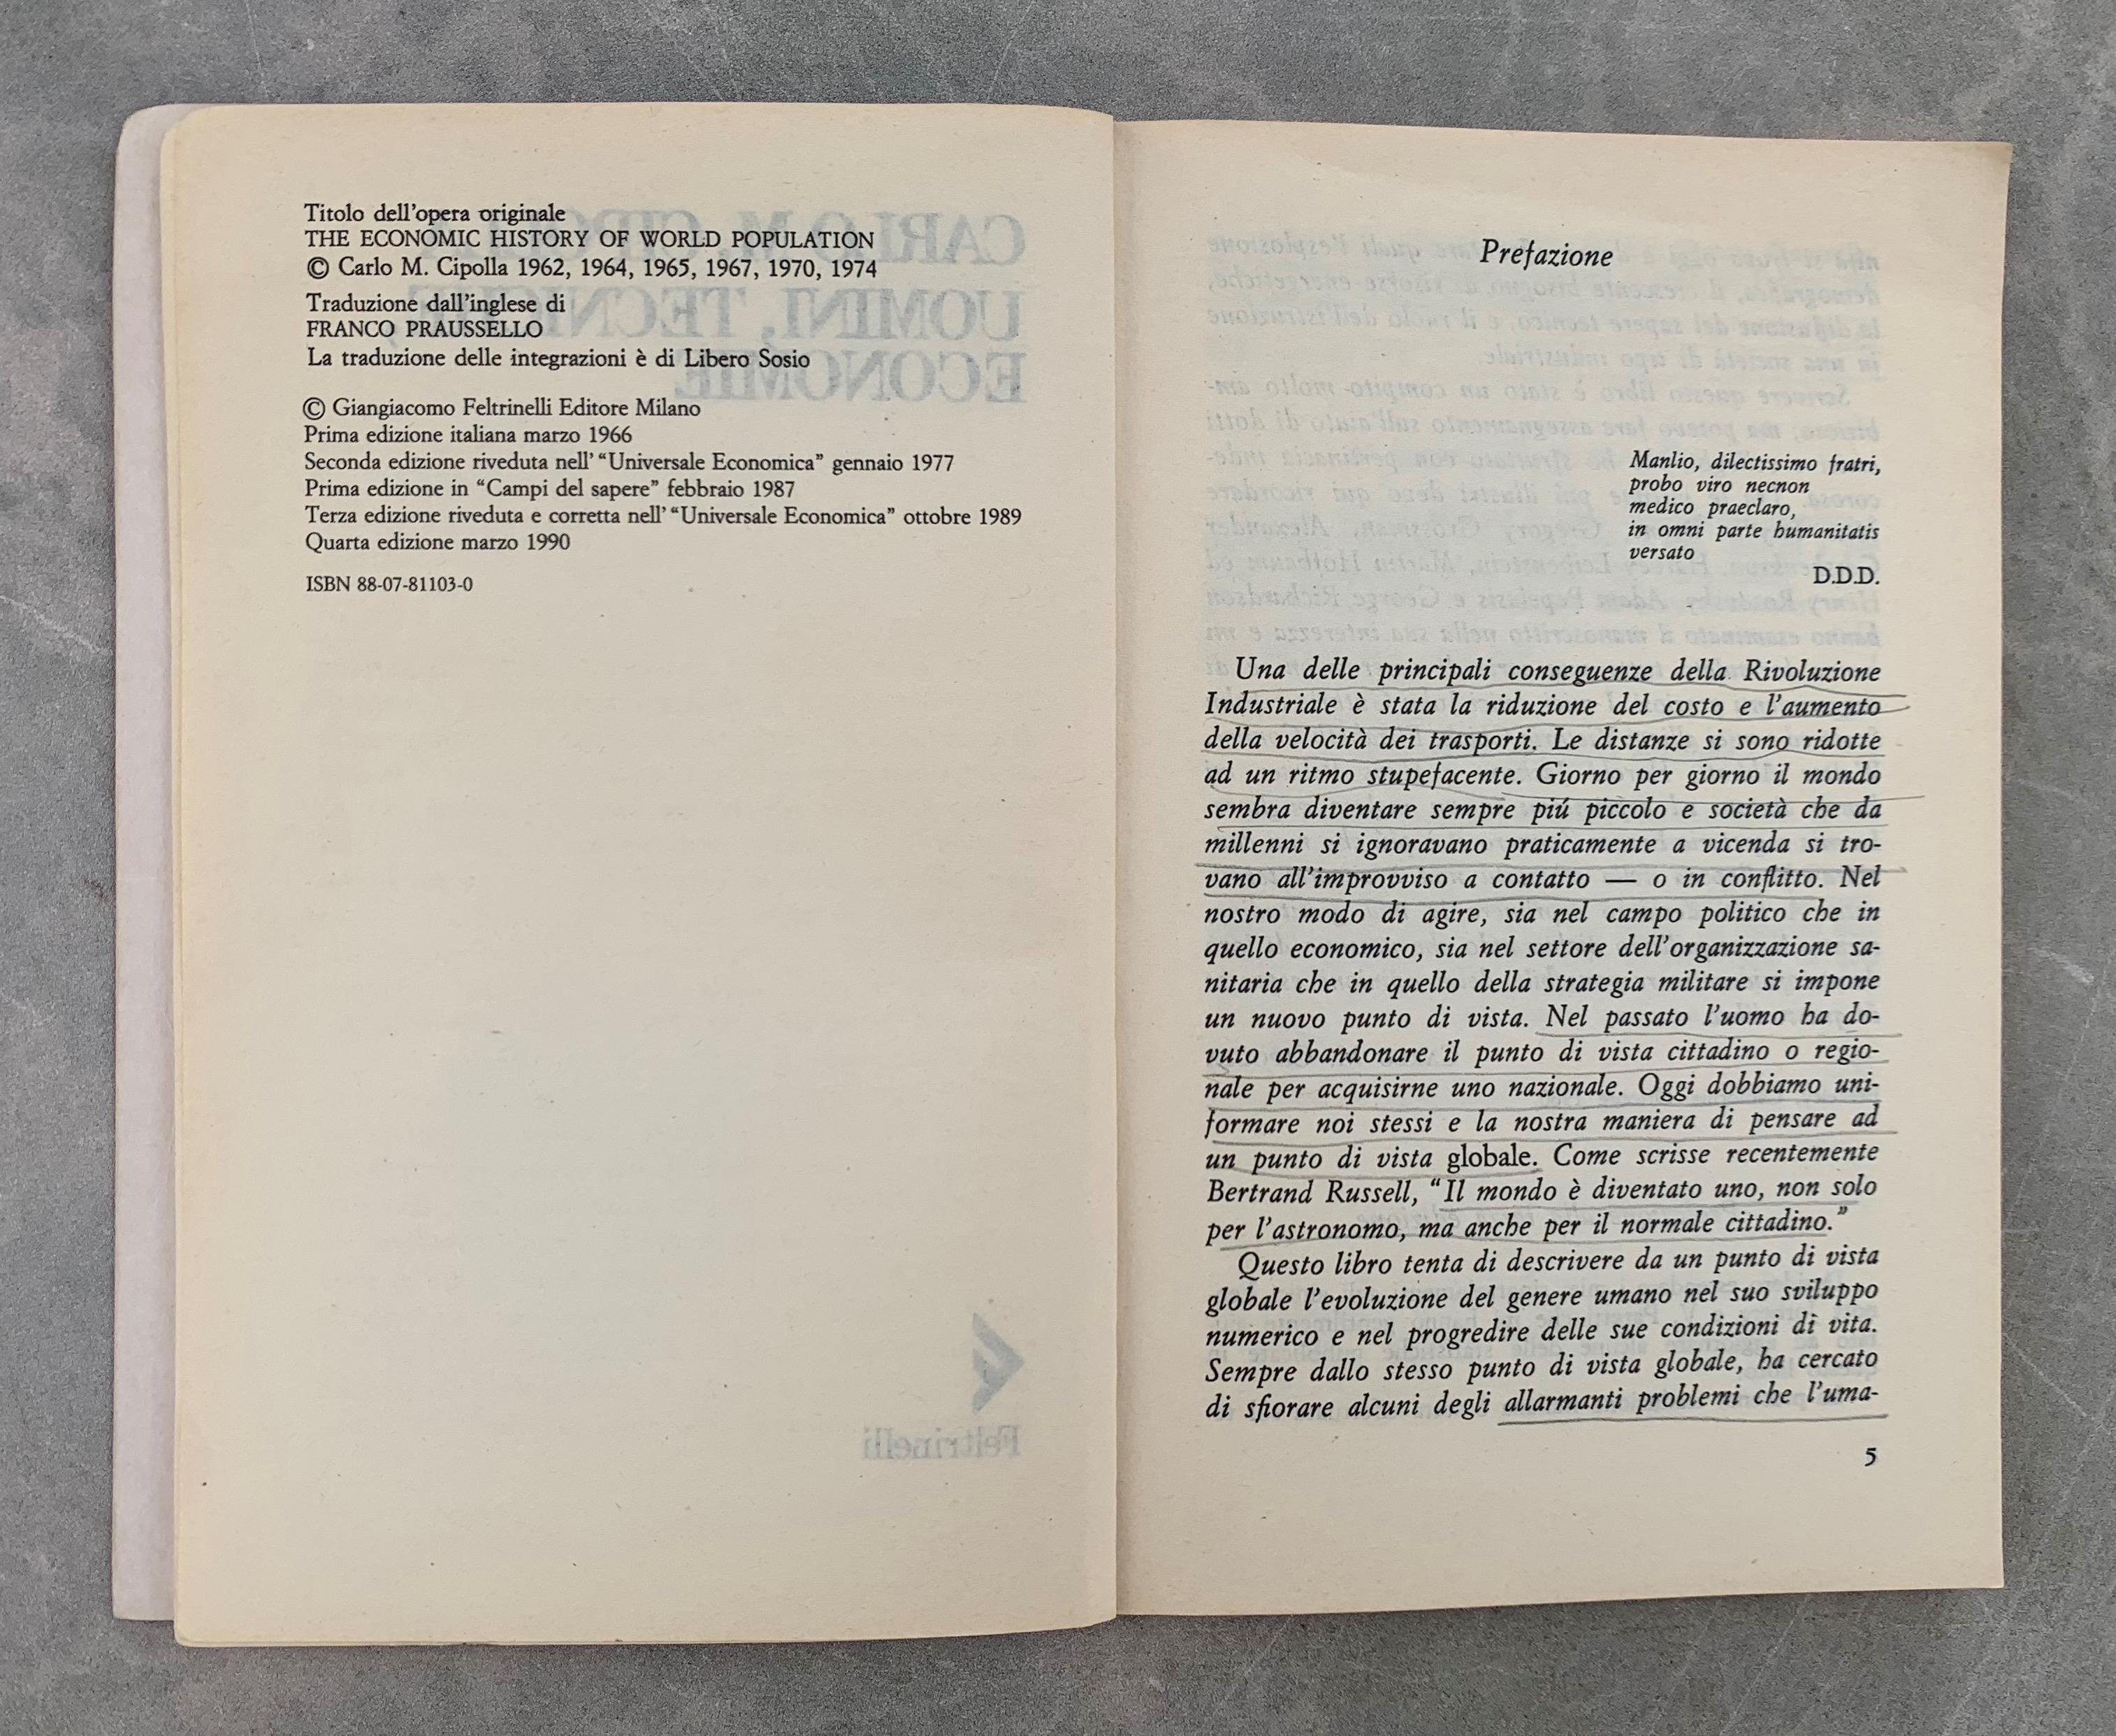 Titolo dell'opera originale
THE ECONOMIC HISTORY OF WORLD POPULATION
© Carlo M. Cipolla 1962, 1964, 1965, 1967, 1970, 1974
Traduzione dall'inglese di
FRANCO PRAUSSELLO
La traduzione delle integrazioni è di Libero Sosio
© Giangiacomo Feltrinelli Editore Milano
Prima edizione italiana marzo 1966
Seconda edizione riveduta nell'“Universale Economica” gennaio 1977
Prima edizione in “Campi del sapere” febbraio 1987
Terza edizione riveduta e corretta nell'“Universale Economica” ottobre 1989
Quarta edizione marzo 1990
ISBN 88-07-81103-0
Feltrinelli
Prefazione
Manlio, dilectissimo fratri,
probo viro necnon
medico praeclaro,
in omni parte humanitatis
versato
D.D.D.
Una delle principali conseguenze della Rivoluzione
Industriale è stata la riduzione del costo e l'aumento
della velocità dei trasporti. Le distanze si sono ridotte
ad un ritmo stupefacente. Giorno per giorno il mondo
sembra diventare sempre piú piccolo e società che da
millenni si ignoravano praticamente a vicenda si tro-
vano all'improvviso a contatto — o in conflitto. Nel
nostro modo di agire, sia nel campo politico che in
quello economico, sia nel settore dell'organizzazione sa-
nitaria che in quello della strategia militare si impone
un nuovo punto di vista. Nel passato l'uomo ha do-
vuto abbandonare il punto di vista cittadino o regio-
nale per acquisirne uno nazionale. Oggi dobbiamo uni-
formare noi stessi e la nostra maniera di pensare ad
un punto di vista globale. Come scrisse recentemente
Bertrand Russell, “Il mondo è diventato uno, non solo
per l'astronomo, ma anche per il normale cittadino.”
Questo libro tenta di descrivere da un punto di vista
globale l'evoluzione del genere umano nel suo sviluppo
numerico e nel progredire delle sue condizioni di vita.
Sempre dallo stesso punto di vista globale, ha cercato
di sfiorare alcuni degli allarmanti problemi che l'uma-
5